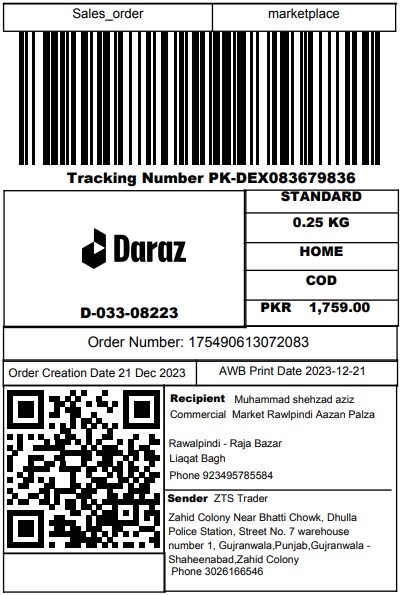 Sales_order
marketplace
Tracking Number PK-DEX083679836
STANDARD
0.25 KG
HOME
COD
PKR 1,759.00
Daraz
D-033-08223
Order Number: 175490613072083
Order Creation Date 21 Dec 2023
AWB Print Date 2023-12-21
Recipient Muhammad shehzad aziz
Commercial Market Rawlpindi Aazan Palza
Rawalpindi - Raja Bazar
Liaqat Bagh
Phone 923495785584
Sender ZTS Trader
Zahid Colony Near Bhatti Chowk, Dhulla
Police Station, Street No. 7 warehouse
number 1, Gujranwala,Punjab,Gujranwala -
Shaheenabad,Zahid Colony
Phone 3026166546